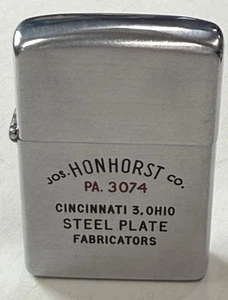 JOS. HONHORST CO.
PA. 3074
CINCINNATI 3, OHIO
STEEL PLATE
FABRICATORS